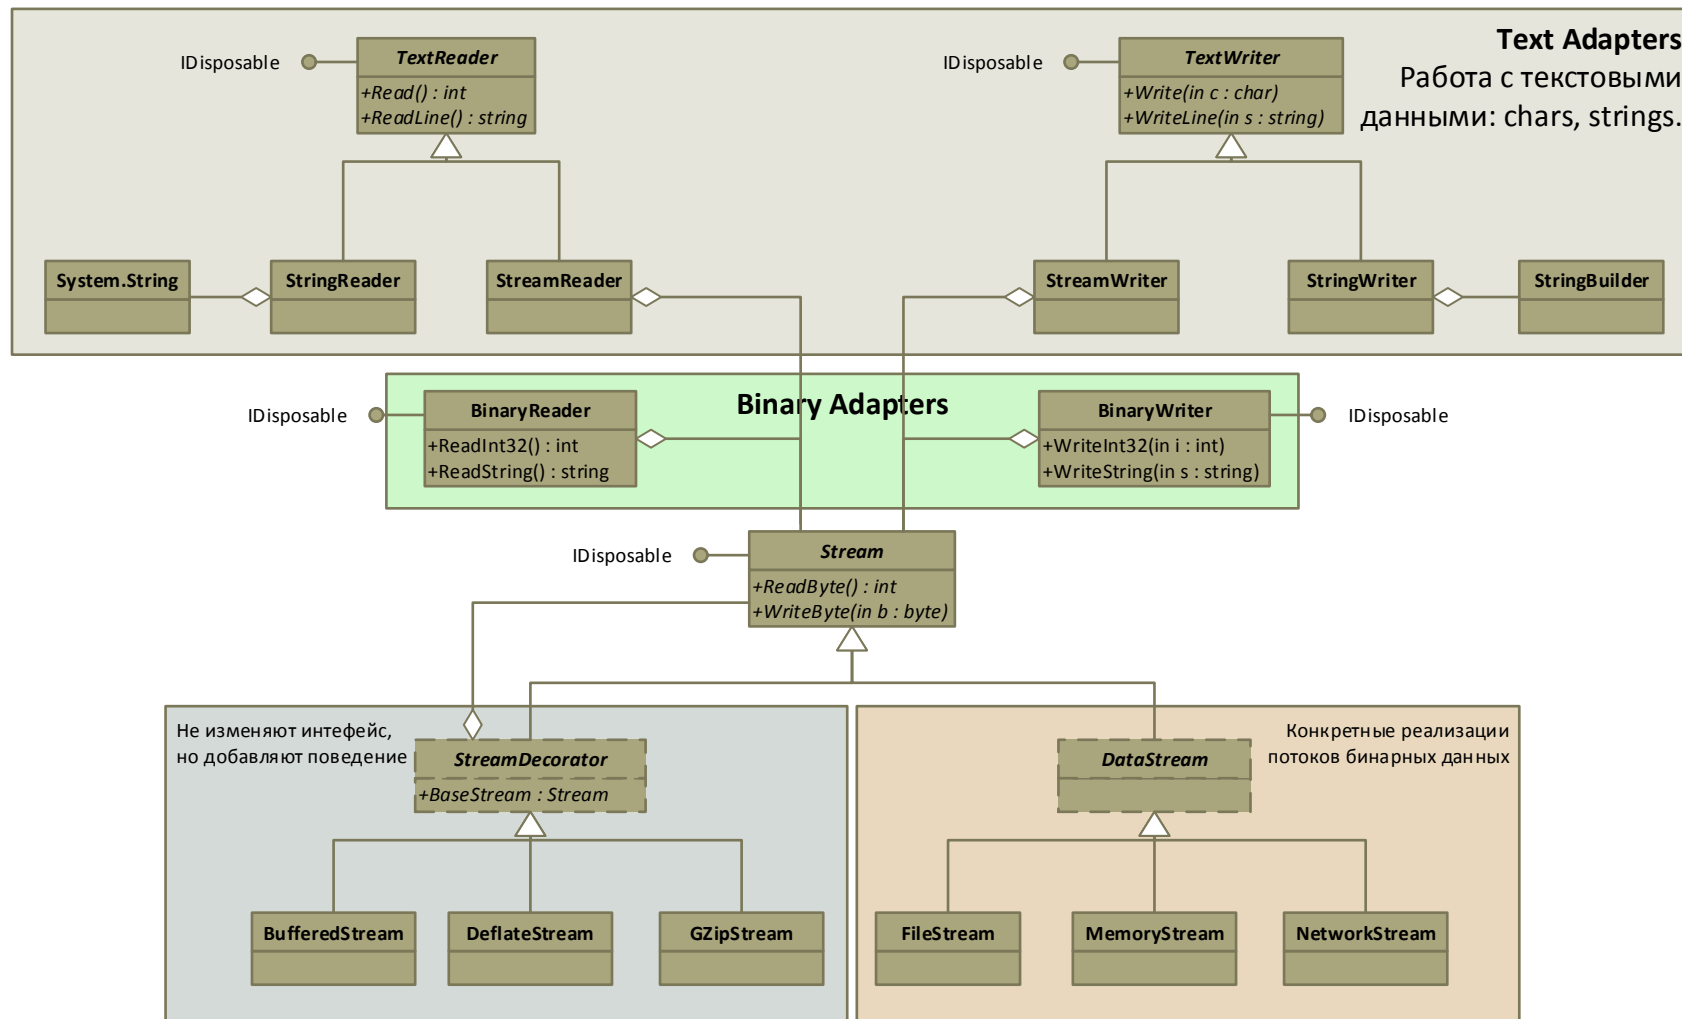 Text Adapters
Работа с текстовыми
данными: chars, strings.
IDisposable
TextReader
+Read() : int
+ReadLine() : string
IDisposable
TextWriter
+Write(in c : char)
+WriteLine(in s : string)
System.String
StringReader
StreamReader
StreamWriter
StringWriter
StringBuilder
Binary Adapters
IDisposable
BinaryReader
+ReadInt32() : int
+ReadString() : string
BinaryWriter
+WriteInt32(in i : int)
+WriteString(in s : string)
IDisposable
IDisposable
Stream
+ReadByte() : int
+WriteByte(in b : byte)
Не изменяют интефейс,
но добавляют поведение
StreamDecorator
+BaseStream : Stream
DataStream
Конкретные реализации
потоков бинарных данных
BufferedStream
DeflateStream
GZipStream
FileStream
MemoryStream
NetworkStream